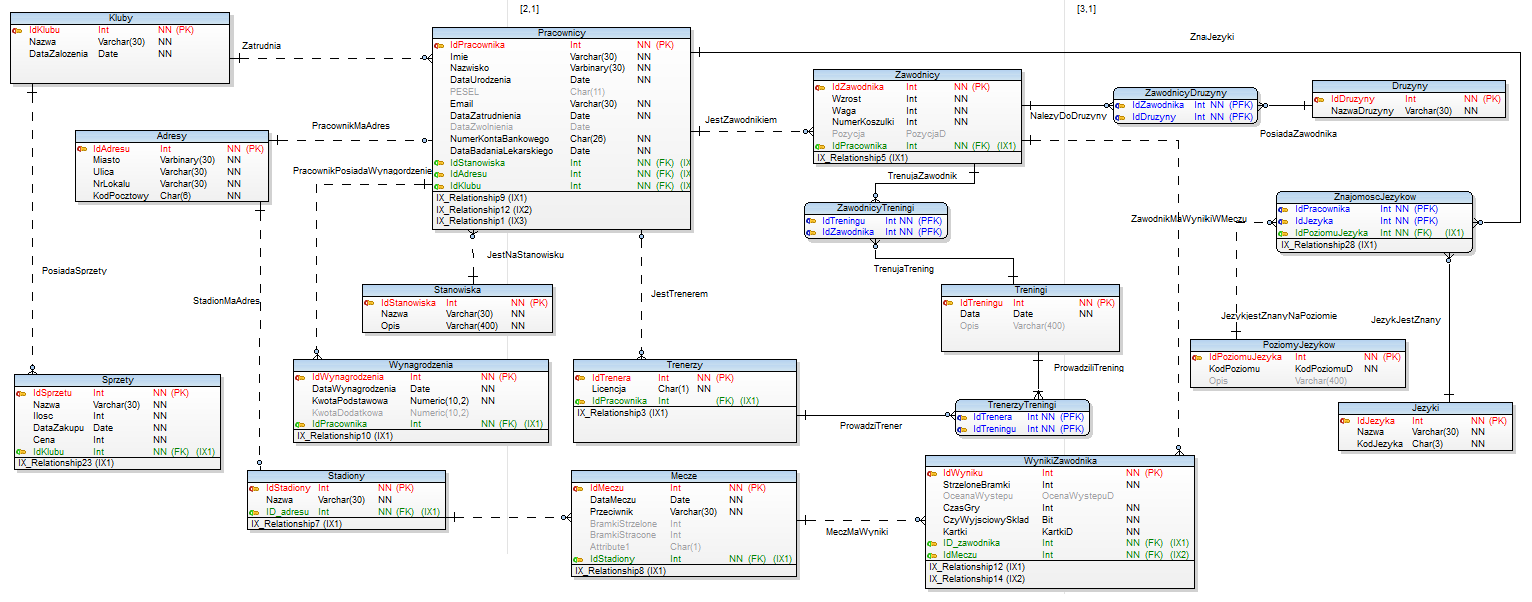 [2,1]
[3,1]
Kluby
IdKlubu Int NN (PK)
Nazwa Varchar(30) NN
DataZalozenia Date NN
Zatrudnia
Pracownicy
IdPracownika Int NN (PK)
Imie Varchar(30) NN
Nazwisko Varbinary(30) NN
DataUrodzenia Date NN
PESEL Char(11)
Email Varchar(30) NN
DataZatrudnienia Date NN
DataZwolnienia Date
NumerKontaBankowego Char(26) NN
DataBadaniaLekarskiego Date NN
IdStanowiska Int NN (FK) (IX
IdAdresu Int NN (FK) (IX
IdKlubu Int NN (FK) (IX
IX_Relationship9 (IX1)
IX_Relationship12 (IX2)
IX_Relationship1 (IX3)
ZnaJezyki
Zawodnicy
IdZawodnika Int NN (PK)
Wzrost Int NN
Waga Int NN
NumerKoszulki Int NN
Pozycja PozycjaD
IdPracownika Int NN (FK) (IX1)
IX_Relationship5 (IX1)
JestZawodnikiem
ZawodnicyDruzyny
IdZawodnika Int NN (PFK)
IdDruzyny Int NN (PFK)
NalezyDoDruzyny
Druzyny
IdDruzyny Int NN (PK)
NazwaDruzyny Varchar(30) NN
PosiadaZawodnika
Adresy
IdAdresu Int NN (PK)
Miasto Varbinary(30) NN
Ulica Varchar(30) NN
NrLokalu Varchar(30) NN
KodPocztowy Char(6) NN
PracownikMaAdres
PracownikPosiadaWynagordzenie
TrenujaZawodnik
ZawodnicyTreningi
IdTreningu Int NN (PFK)
IdZawodnika Int NN (PFK)
TrenujaTrening
ZawodnikMaWynikiWMeczu
ZnajomoscJezykow
IdPracownika Int NN (PFK)
IdJezyka Int NN (PFK)
IdPoziomuJezyka Int NN (FK) (IX1)
IX_Relationship28 (IX1)
PosiadaSprzety
StadionMaAdres
JestNaStanowisku
Stanowiska
IdStanowiska Int NN (PK)
Nazwa Varchar(30) NN
Opis Varchar(400) NN
JestTrenerem
Treningi
IdTreningu Int NN (PK)
Data Date NN
Opis Varchar(400)
JezykjestZnanyNaPoziomie
JezykJestZnany
PoziomyJezykow
IdPoziomuJezyka Int NN (PK)
KodPoziomu KodPoziomuD NN
Opis Varchar(400)
Jezyki
IdJezyka Int NN (PK)
Nazwa Varchar(30) NN
KodJezyka Char(3) NN
Sprzety
IdSprzetu Int NN (PK)
Nazwa Varchar(30) NN
Ilosc Int NN
DataZakupu Date NN
Cena Int NN
IdKlubu Int NN (FK) (IX1)
IX_Relationship23 (IX1)
Wynagrodzenia
IdWynagrodzenia Int NN (PK)
DataWynagrodzenia Date NN
KwotaPodstawowa Numeric(10,2) NN
KwotaDodatkowa Numeric(10,2)
IdPracownika Int NN (FK) (IX1)
IX_Relationship10 (IX1)
Trenerzy
IdTrenera Int NN (PK)
Licencja Char(1) NN
IdPracownika Int (FK) (IX1)
IX_Relationship3 (IX1)
ProwadziliTrening
ProwadziTrener
TrenerzyTreningi
IdTrenera Int NN (PFK)
IdTreningu Int NN (PFK)
Stadiony
IdStadiony Int NN (PK)
Nazwa Varchar(30) NN
ID_adresu Int NN (FK) (IX1)
IX_Relationship7 (IX1)
Mecze
IdMeczu Int NN (PK)
DataMeczu Date NN
Przeciwnik Varchar(30) NN
BramkiStrzelone Int
BramkiStracone Int
Attribute1 Char(1)
IdStadiony Int NN (FK) (IX1)
IX_Relationship8 (IX1)
MeczMaWyniki
WynikiZawodnika
IdWyniku Int NN (PK)
StrzeloneBramki Int NN
OcenaWystepu OcenaWystepuD
CzasGry Int NN
CzyWyjsciowySklad Bit NN
Kartki KartkiD NN
ID_zawodnika Int NN (FK) (IX1)
IdMeczu Int NN (FK) (IX2)
IX_Relationship12 (IX1)
IX_Relationship14 (IX2)